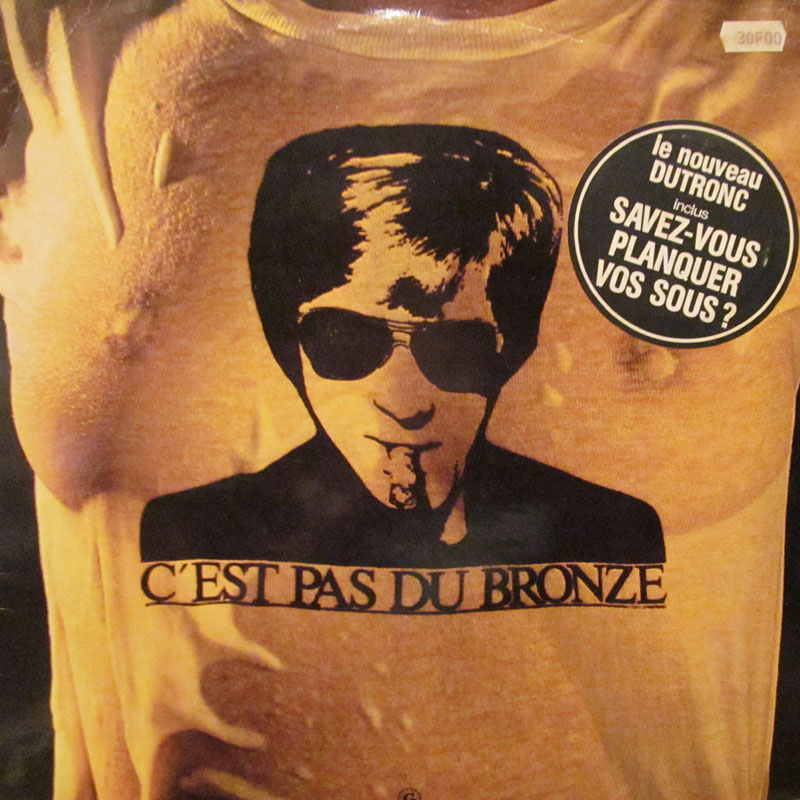 30F00
le nouveau
DUTRONC
Inclus
SAVEZ-VOUS
PLANQUER
VOS SOUS ?
C'EST PAS DU BRONZE